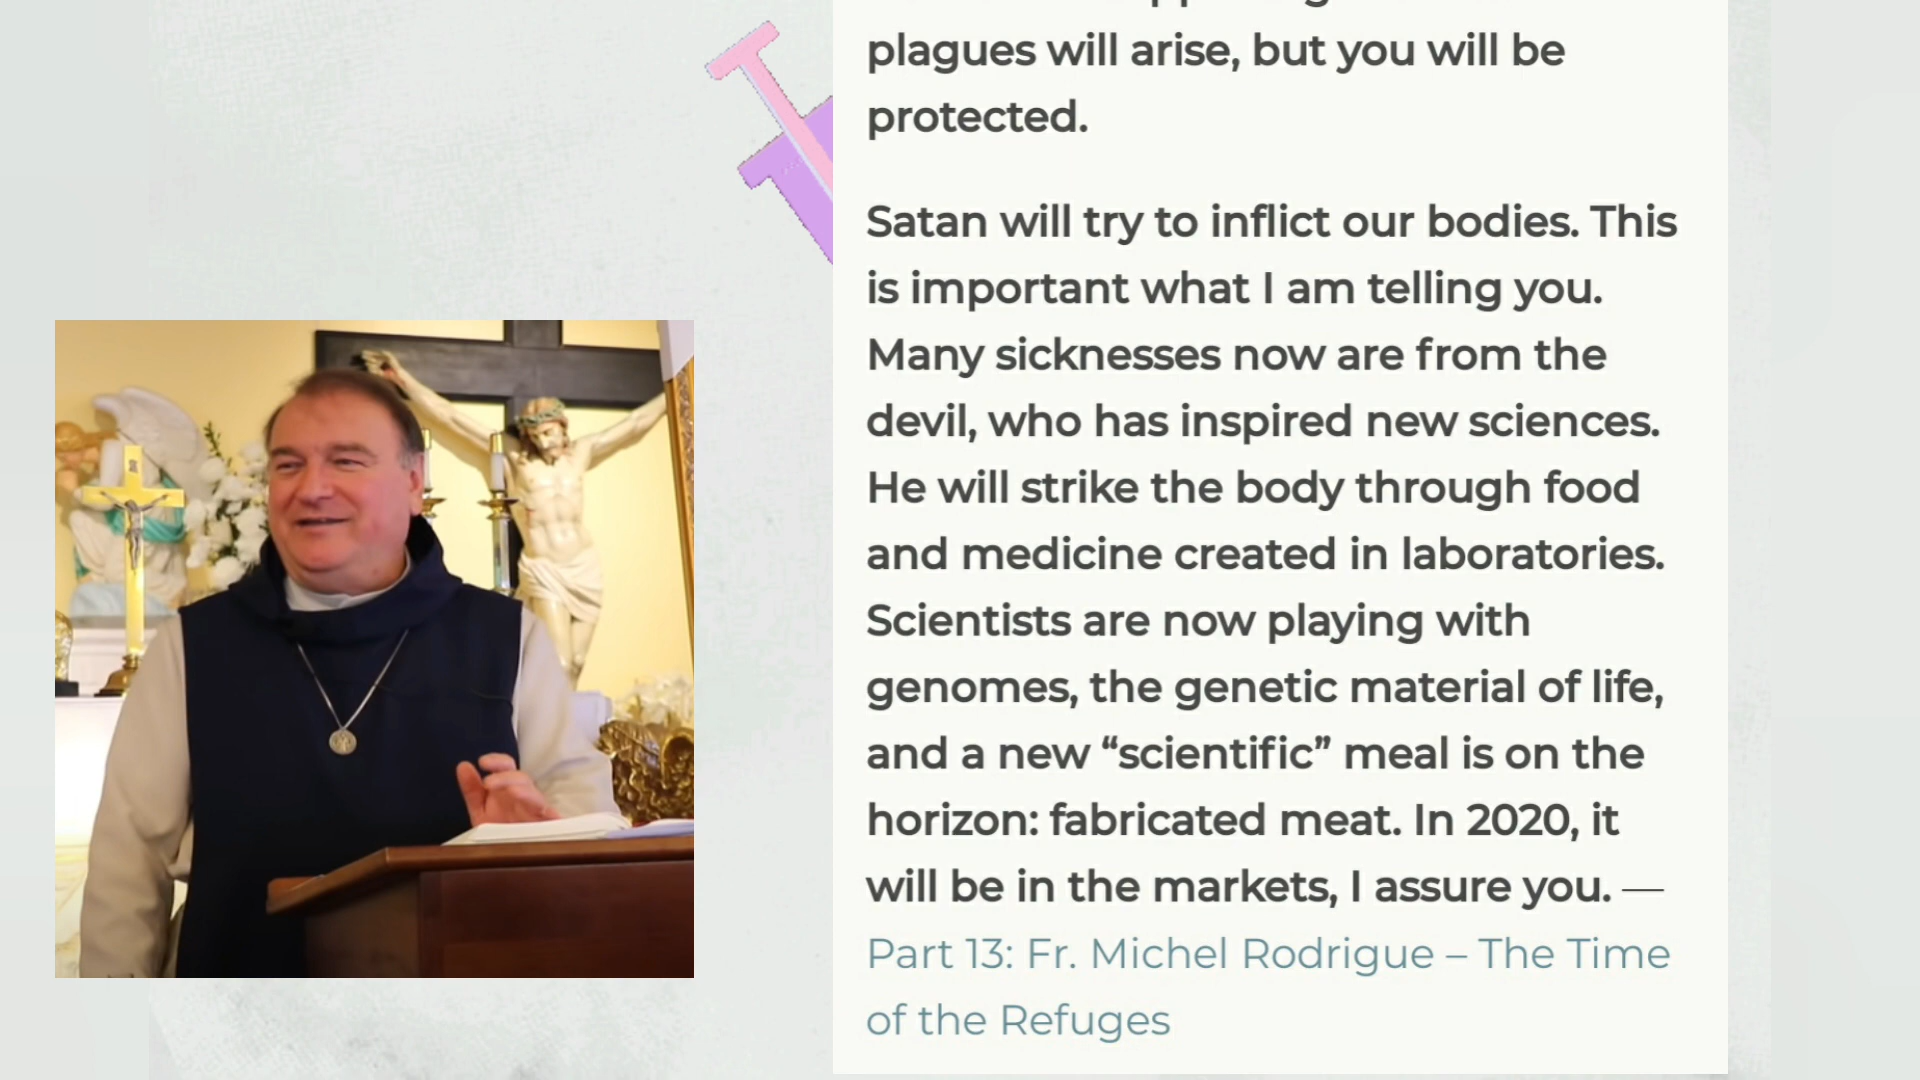 plagues will arise, but you will be
protected.
Satan will try to inflict our bodies. This
is important what I am telling you.
Many sicknesses now are from the
devil, who has inspired new sciences.
He will strike the body through food
and medicine created in laboratories.
Scientists are now playing with
genomes, the genetic material of life,
and a new “scientific” meal is on the
horizon: fabricated meat. In 2020, it
will be in the markets, I assure you. —
Part 13: Fr. Michel Rodrigue – The Time
of the Refuges